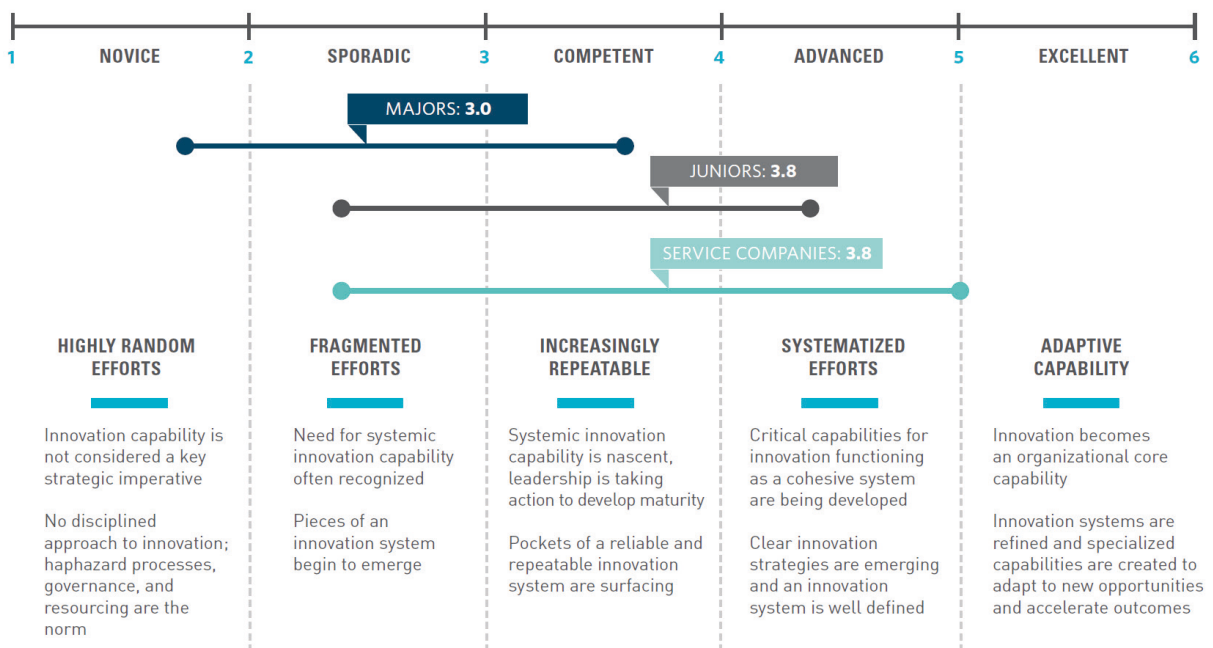 NOVICE
SPORADIC
COMPETENT
ADVANCED
EXCELLENT
1
2
3
4
5
6
MAJORS: 3.0
JUNIORS: 3.8
SERVICE COMPANIES: 3.8
HIGHLY RANDOM
EFFORTS
Innovation capability is
not considered a key
strategic imperative
No disciplined
approach to innovation;
haphazard processes,
governance, and
resourcing are the
norm
FRAGMENTED
EFFORTS
Need for systemic
innovation capability
often recognized
Pieces of an
innovation system
begin to emerge
INCREASINGLY
REPEATABLE
Systemic innovation
capability is nascent,
leadership is taking
action to develop maturity
Pockets of a reliable and
repeatable innovation
system are surfacing
SYSTEMATIZED
EFFORTS
Critical capabilities for
innovation functioning
as a cohesive system
are being developed
Clear innovation
strategies are emerging
and an innovation
system is well defined
ADAPTIVE
CAPABILITY
Innovation becomes
an organizational core
capability
Innovation systems are
refined and specialized
capabilities are created to
adapt to new opportunities
and accelerate outcomes